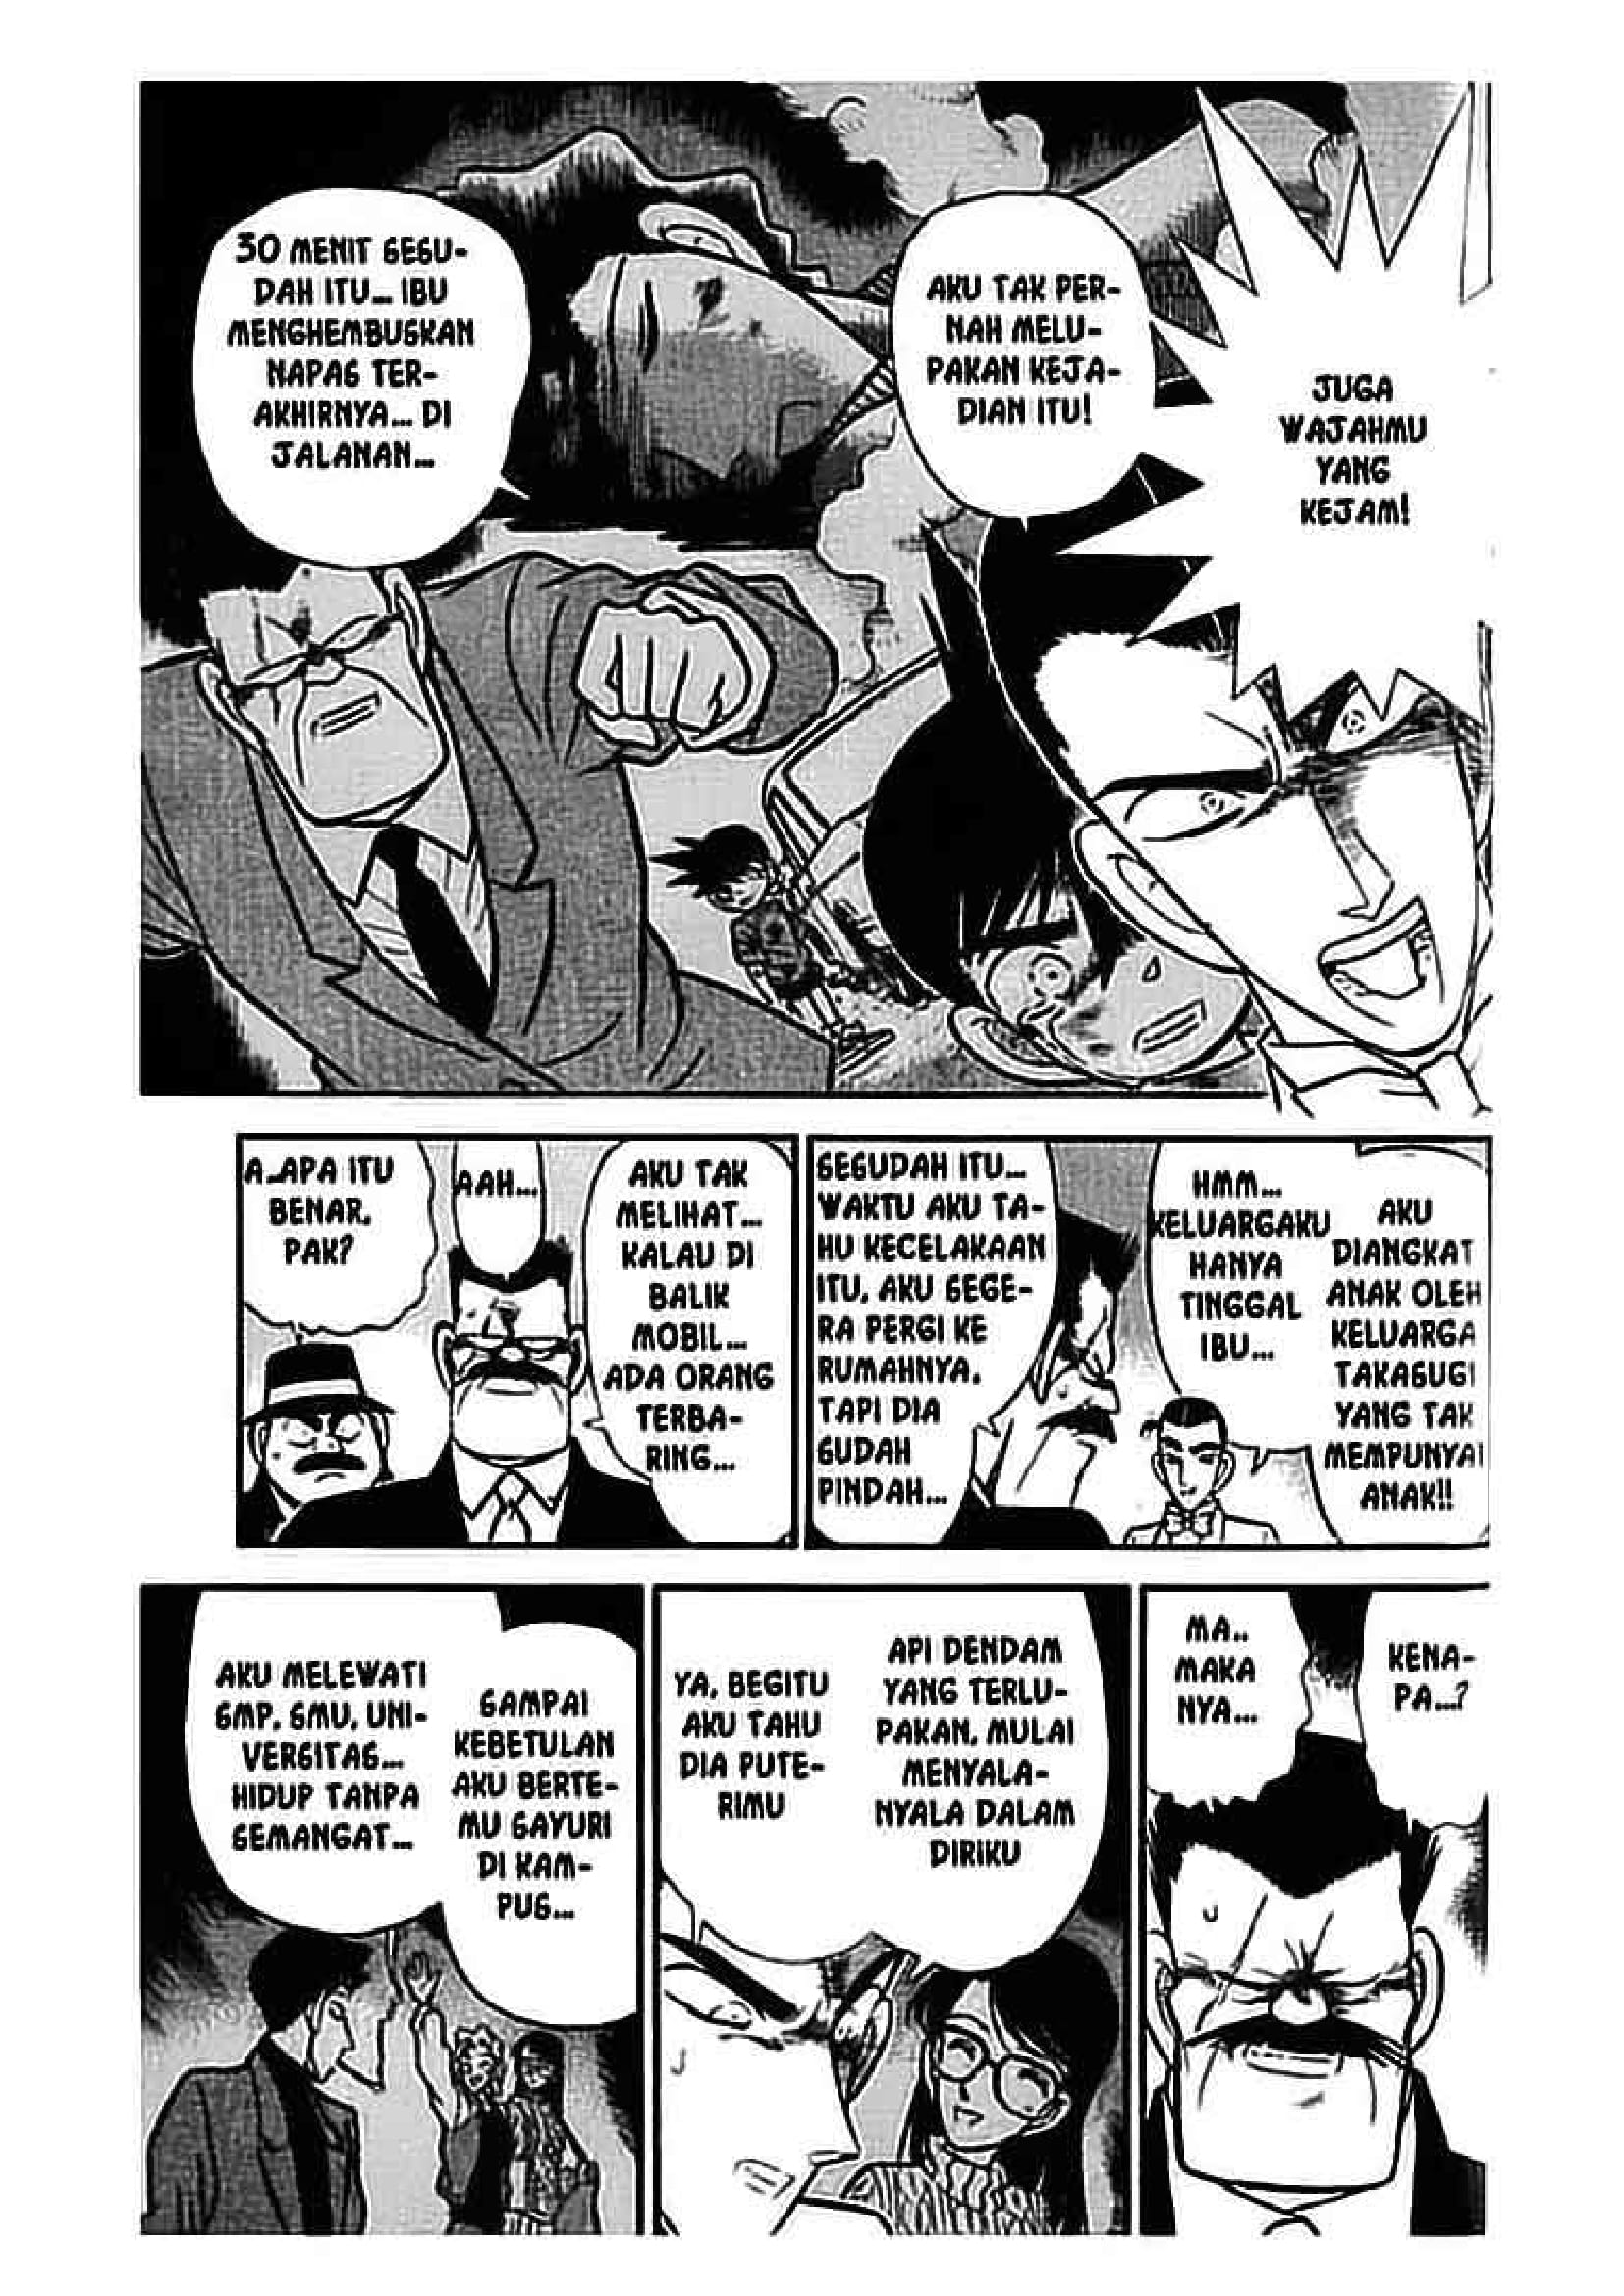 30 MENIT SESU-
DAH ITU... IBU
MENGHEMBUSKAN
NAPAS TER-
AKHIRNYA... DI
JALANAN...
AKU TAK PER-
NAH MELU-
PAKAN KEJA-
DIAN ITU!
JUGA
WAJAHMU
YANG
KEJAM!
A..APA ITU
BENAR,
PAK?
AAH...
AKU TAK
MELIHAT...
KALAU DI
BALIK
MOBIL...
ADA ORANG
TERBA-
RING...
SESUDAH ITU...
WAKTU AKU TA-
HU KECELAKAAN
ITU, AKU SEGE-
RA PERGI KE
RUMAHNYA,
TAPI DIA
SUDAH
PINDAH...
HMM...
KELUARGAKU
HANYA
TINGGAL
IBU...
AKU
DIANGKAT
ANAK OLEH
KELUARGA
TAKASUGI
YANG TAK
MEMPUNYAI
ANAK!!
AKU MELEWATI
SMP, SMU, UNI-
VERSITAS...
HIDUP TANPA
SEMANGAT...
SAMPAI
KEBETULAN
AKU BERTE-
MU SAYURI
DI KAM-
PUS...
YA, BEGITU
AKU TAHU
DIA PUTE-
RIMU
API DENDAM
YANG TERLU-
PAKAN, MULAI
MENYALA-
NYALA DALAM
DIRIKU
MA..
MAKA
NYA...
KENA-
PA...?